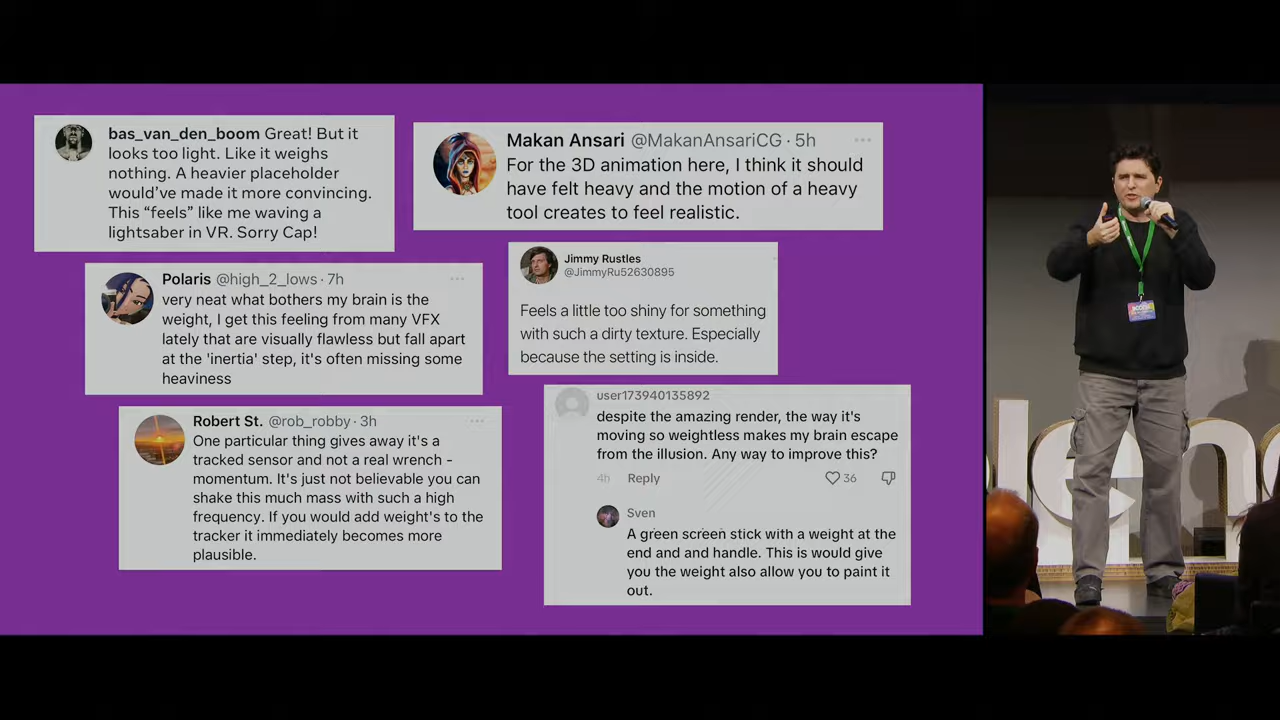 bas_van_den_boom Great! But it
looks too light. Like it weighs
nothing. A heavier placeholder
would've made it more convincing.
This “feels” like me waving a
lightsaber in VR. Sorry Cap!
Makan Ansari @MakanAnsariCG · 5h
For the 3D animation here, I think it should
have felt heavy and the motion of a heavy
tool creates to feel realistic.
Polaris @high_2_lows · 7h
very neat what bothers my brain is the
weight, I get this feeling from many VFX
lately that are visually flawless but fall apart
at the 'inertia' step, it's often missing some
heaviness
Jimmy Rustles
@JimmyRu52630895
Feels a little too shiny for something
with such a dirty texture. Especially
because the setting is inside.
Robert St. @rob_robby · 3h
One particular thing gives away it's a
tracked sensor and not a real wrench -
momentum. It's just not believable you can
shake this much mass with such a high
frequency. If you would add weight's to the
tracker it immediately becomes more
plausible.
user173940135892
despite the amazing render, the way it's
moving so weightless makes my brain escape
from the illusion. Any way to improve this?
4h Reply 36
Sven
A green screen stick with a weight at the
end and and handle. This is would give
you the weight also allow you to paint it
out.